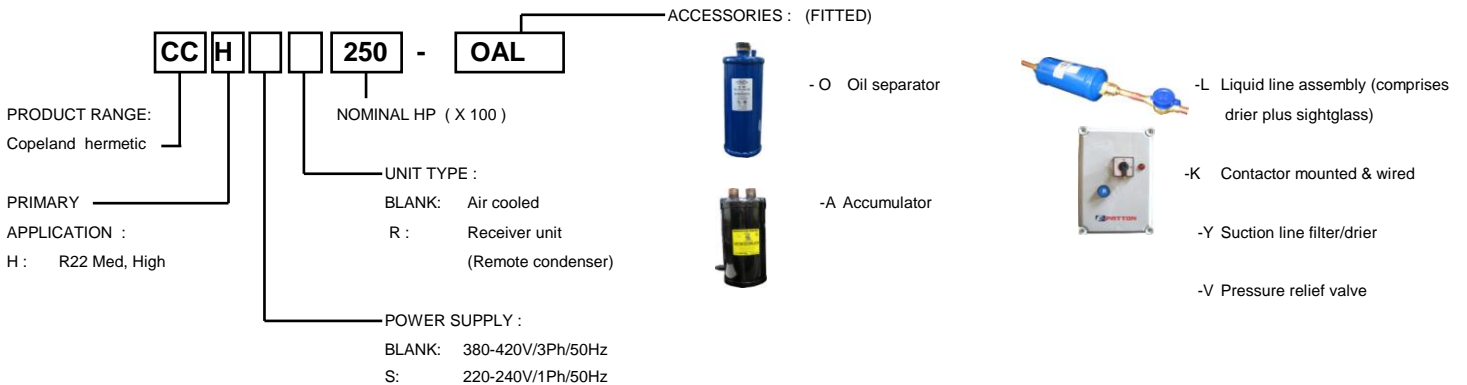 ACCESSORIES : (FITTED)
CC H 250 - OAL
- O Oil separator
-L Liquid line assembly (comprises
drier plus sightglass)
PRODUCT RANGE:
Copeland hermetic
NOMINAL HP ( X 100 )
UNIT TYPE :
BLANK: Air cooled
R : Receiver unit
(Remote condenser)
PRIMARY
APPLICATION :
H : R22 Med, High
-A Accumulator
-K Contactor mounted & wired
PATTON
-Y Suction line filter/drier
-V Pressure relief valve
POWER SUPPLY :
BLANK: 380-420V/3Ph/50Hz
S: 220-240V/1Ph/50Hz